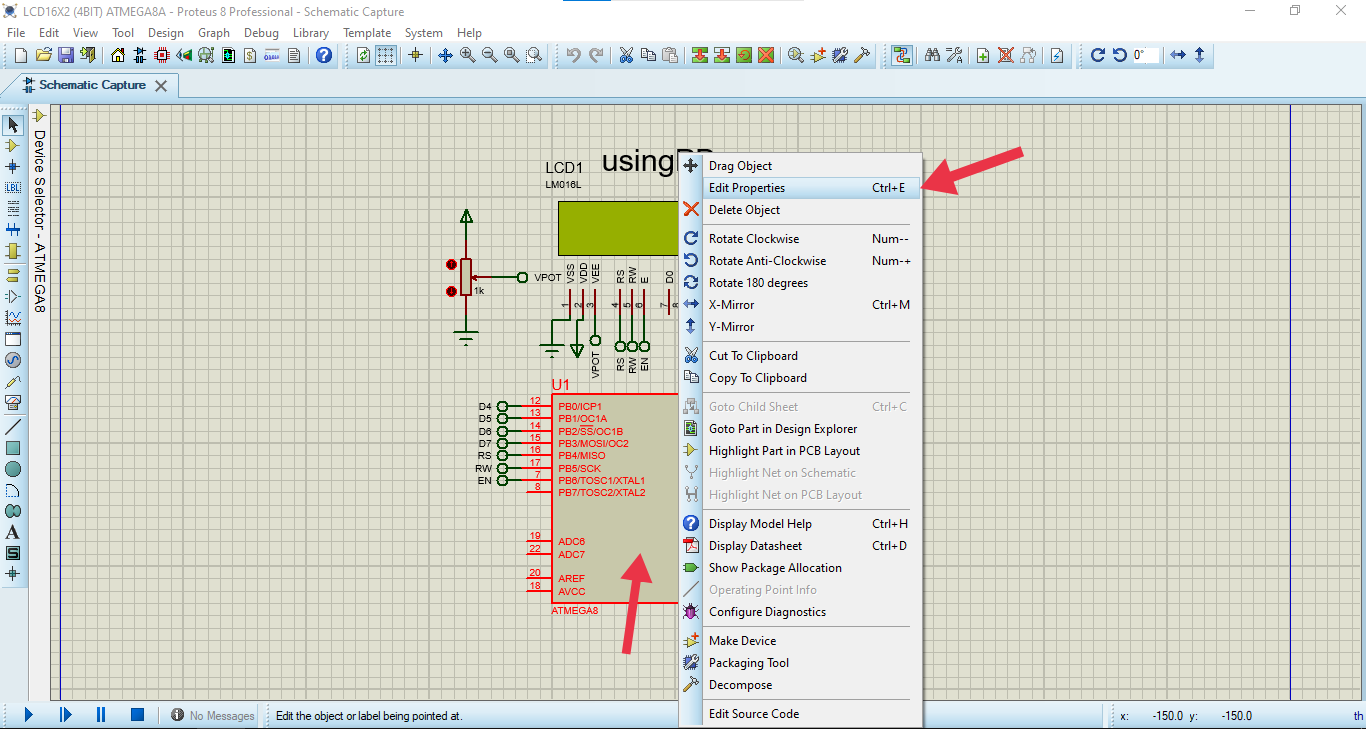 LCD16X2 (4BIT) ATMEGA8A - Proteus 8 Professional - Schematic Capture
File Edit View Tool Design Graph Debug Library Template System Help
0°
Schematic Capture
Device Selector - ATMEGA8
LBL
A
S
LCD1
LM016L
1k
VPOT
VSS
VDD
VEE
RS
RW
E
D0
1
2
3
4
5
6
7
8
VPOT
RS
RW
EN
U1
D4 12 PB0/ICP1
D5 13 PB1/OC1A
D6 14 PB2/SS/OC1B
D7 15 PB3/MOSI/OC2
RS 16 PB4/MISO
RW 17 PB5/SCK
EN 7 PB6/TOSC1/XTAL1
8 PB7/TOSC2/XTAL2
19 ADC6
22 ADC7
20 AREF
18 AVCC
ATMEGA8
Drag Object
Edit Properties Ctrl+E
Delete Object
Rotate Clockwise Num--
Rotate Anti-Clockwise Num-+
Rotate 180 degrees
X-Mirror Ctrl+M
Y-Mirror
Cut To Clipboard
Copy To Clipboard
Goto Child Sheet Ctrl+C
Goto Part in Design Explorer
Highlight Part in PCB Layout
Highlight Net on Schematic
Highlight Net on PCB Layout
Display Model Help Ctrl+H
Display Datasheet Ctrl+D
Show Package Allocation
Operating Point Info
Configure Diagnostics
Make Device
Packaging Tool
Decompose
Edit Source Code
No Messages
Edit the object or label being pointed at.
x: -150.0 y: -150.0 th